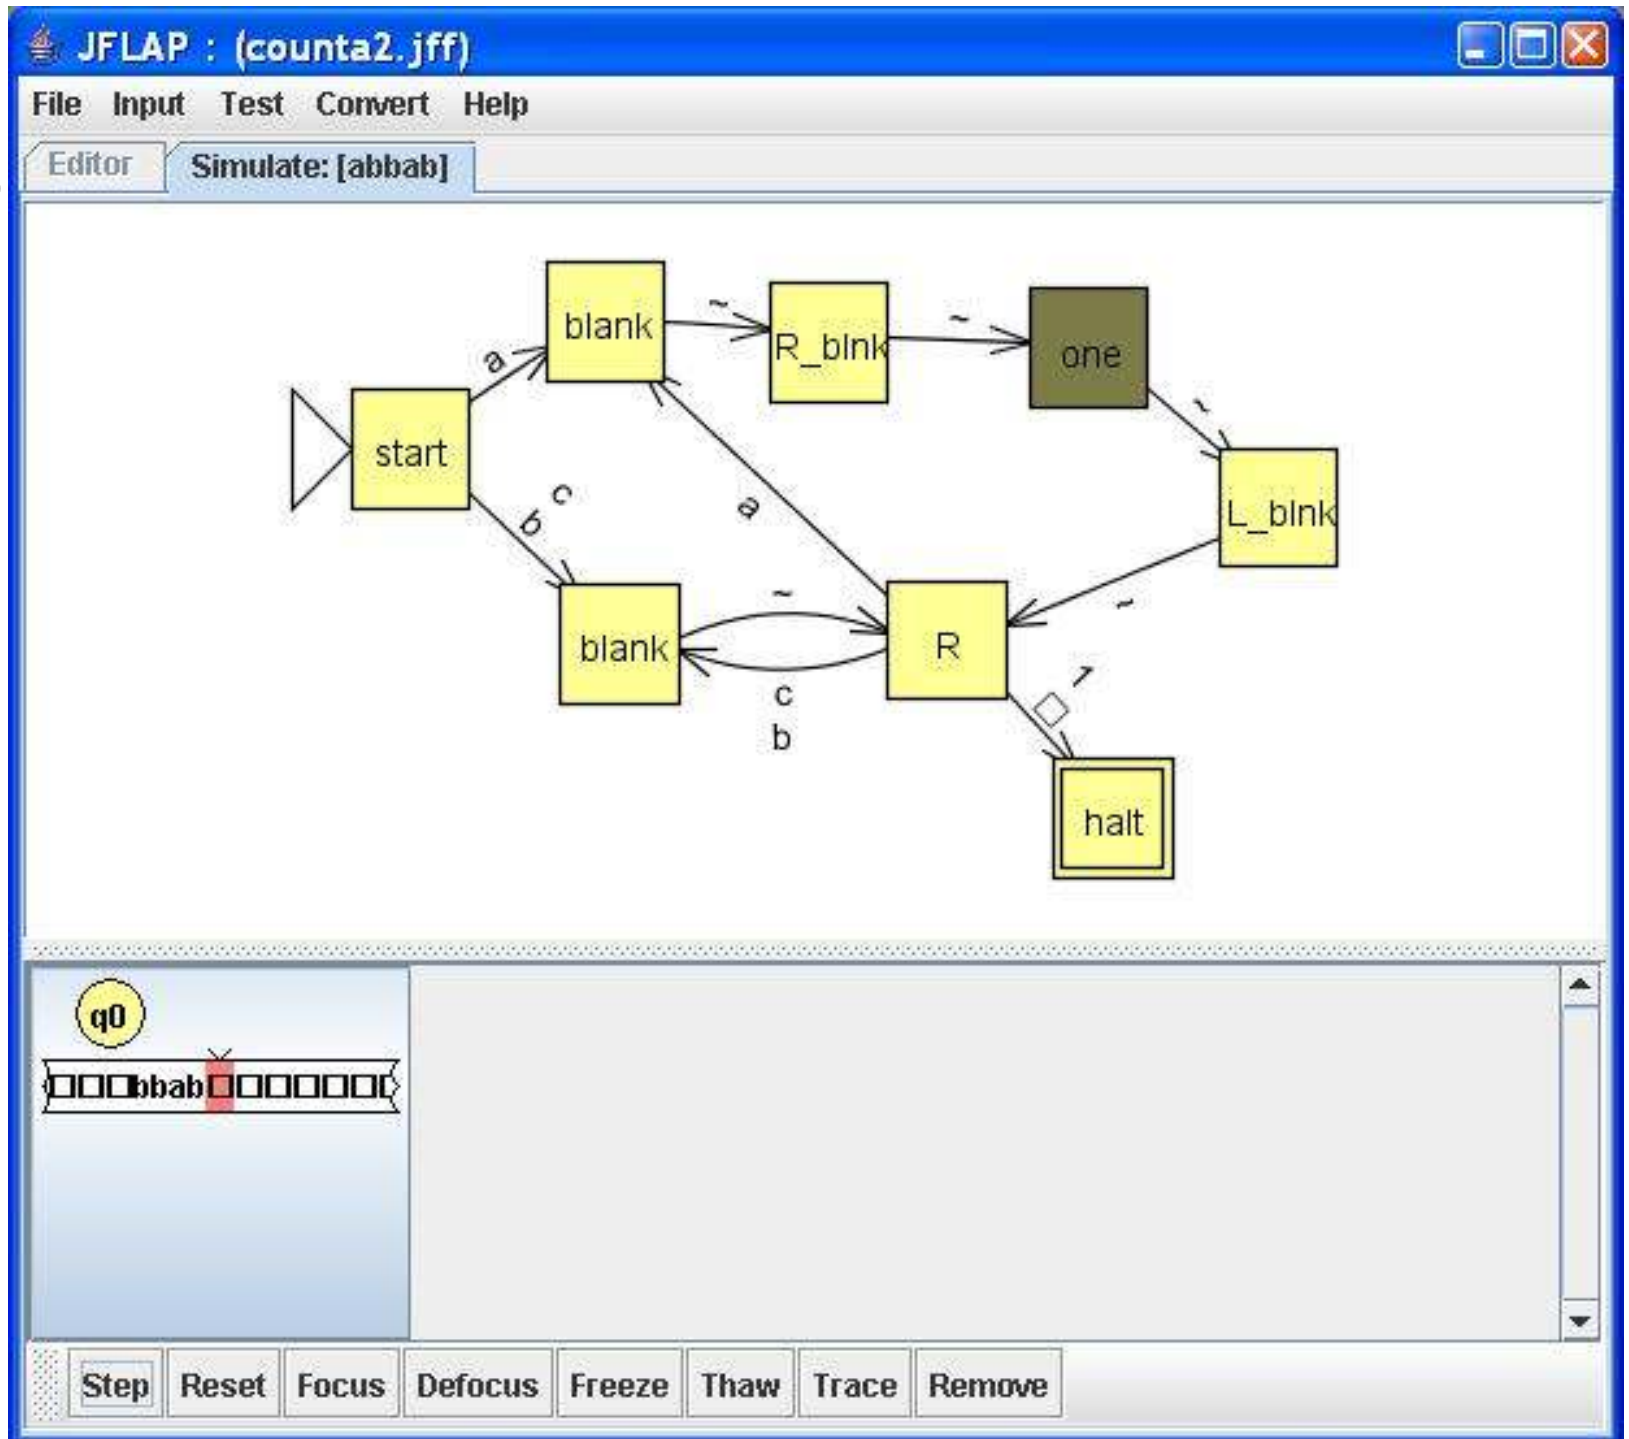 JFLAP : (counta2.jff)
File Input Test Convert Help
Editor Simulate: [abbab]
blank ~ R_blnk ~ one
a
~
start
L_blnk
c
b
a
~
blank ~ R
c
b
□ 1
halt
q0
□□□bbab□□□□□□□
Step Reset Focus Defocus Freeze Thaw Trace Remove